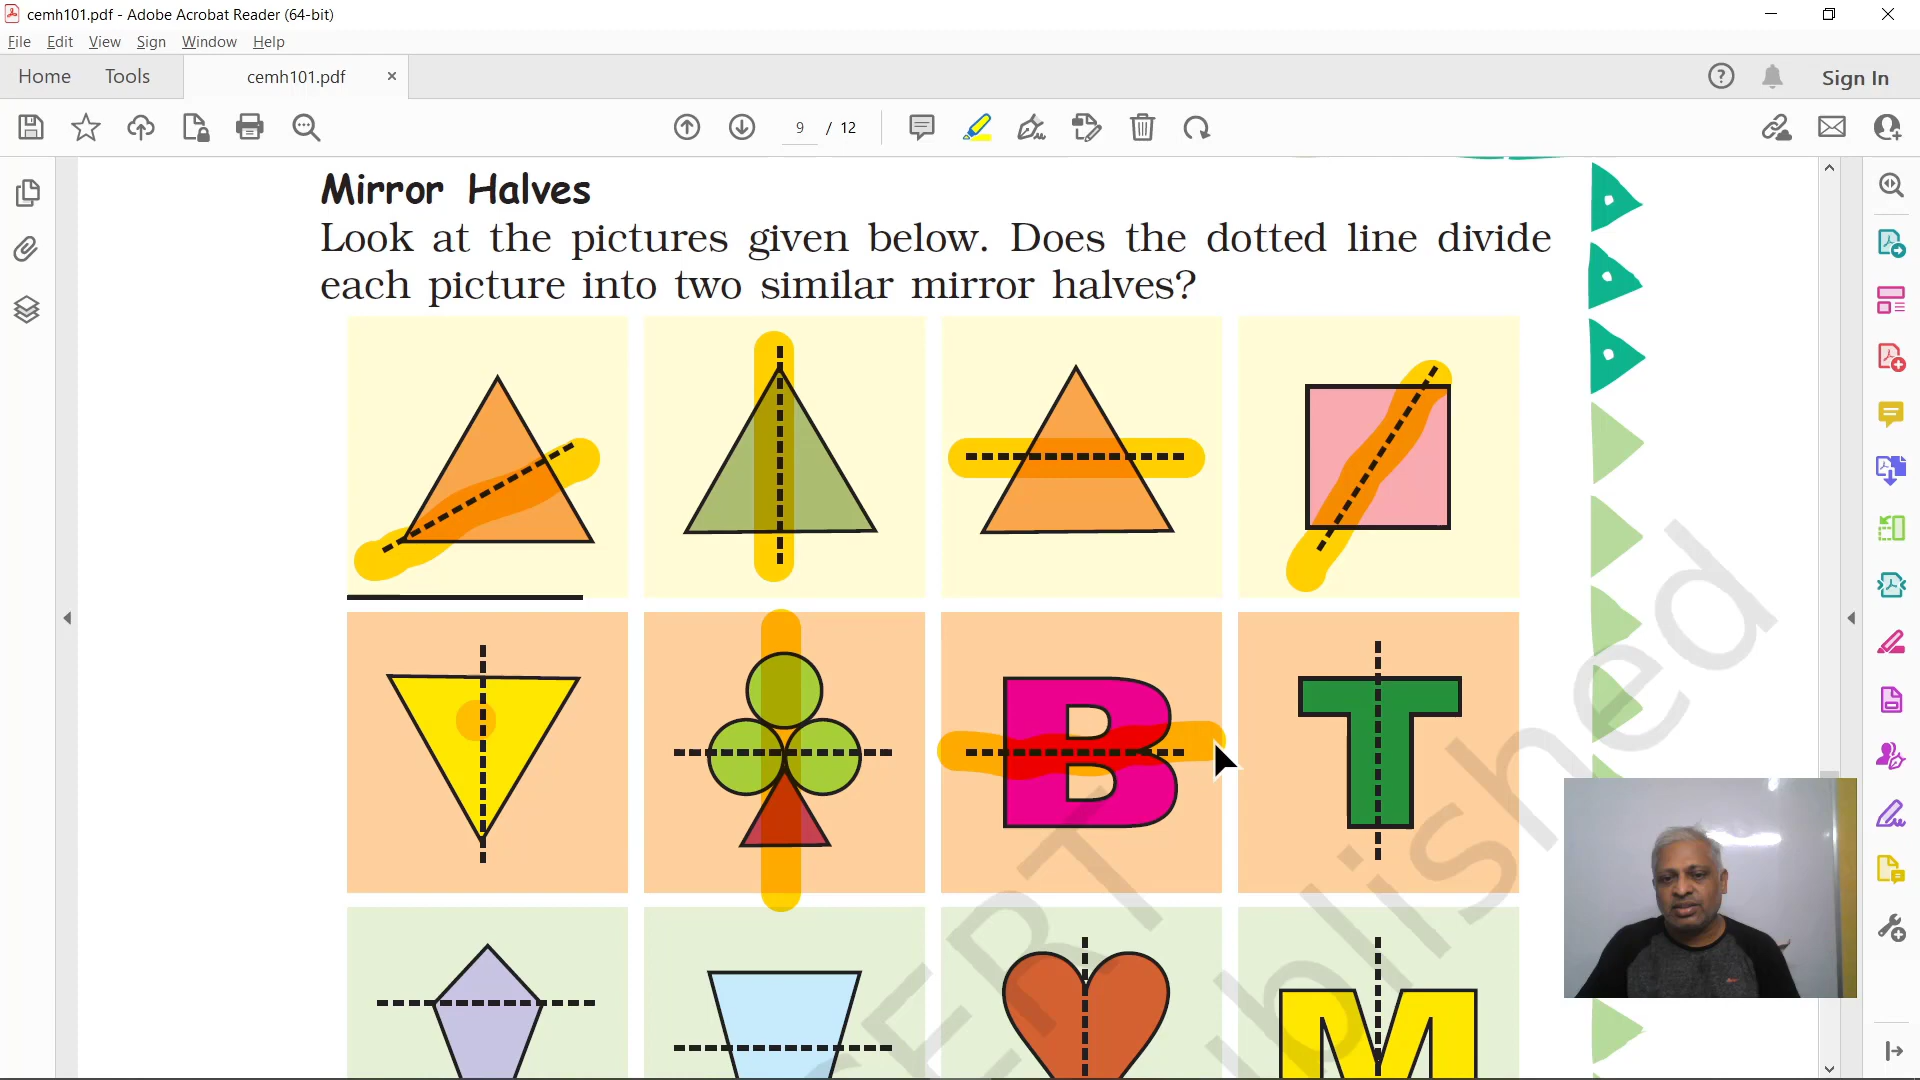 cemh101.pdf - Adobe Acrobat Reader (64-bit)
File Edit View Sign Window Help
Home Tools cemh101.pdf × Sign In
9 / 12
Mirror Halves
Look at the pictures given below. Does the dotted line divide
each picture into two similar mirror halves?
B T
M
CERT
blished